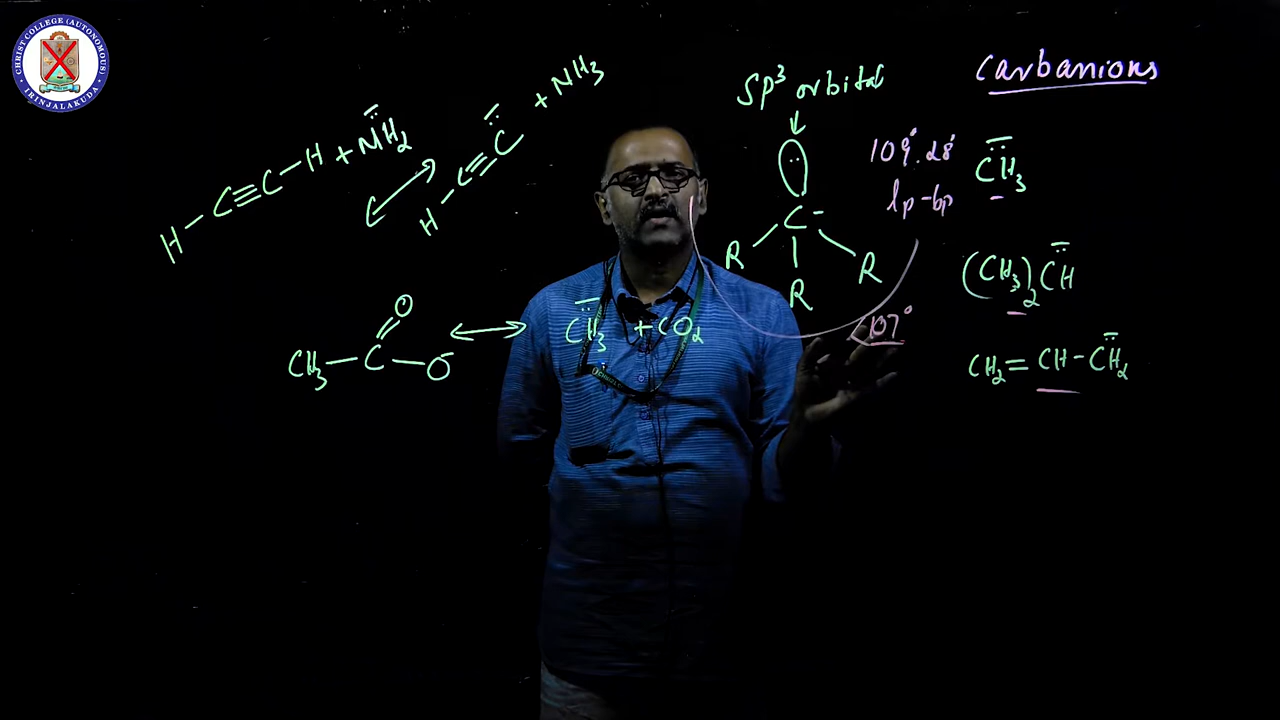 CHRIST COLLEGE (AUTONOMOUS)
IRINJALAKUDA
Carbanions
H-C≡C-H + N̄H2
H-C≡C̄: + NH3
Sp³ orbital
C-
R R R
109°.28'
lp-bp
107°
C̄H3
(CH3)2C̄H
CH2=CH-C̄H2
CH3-C-O-
O
C̄H3 + CO2